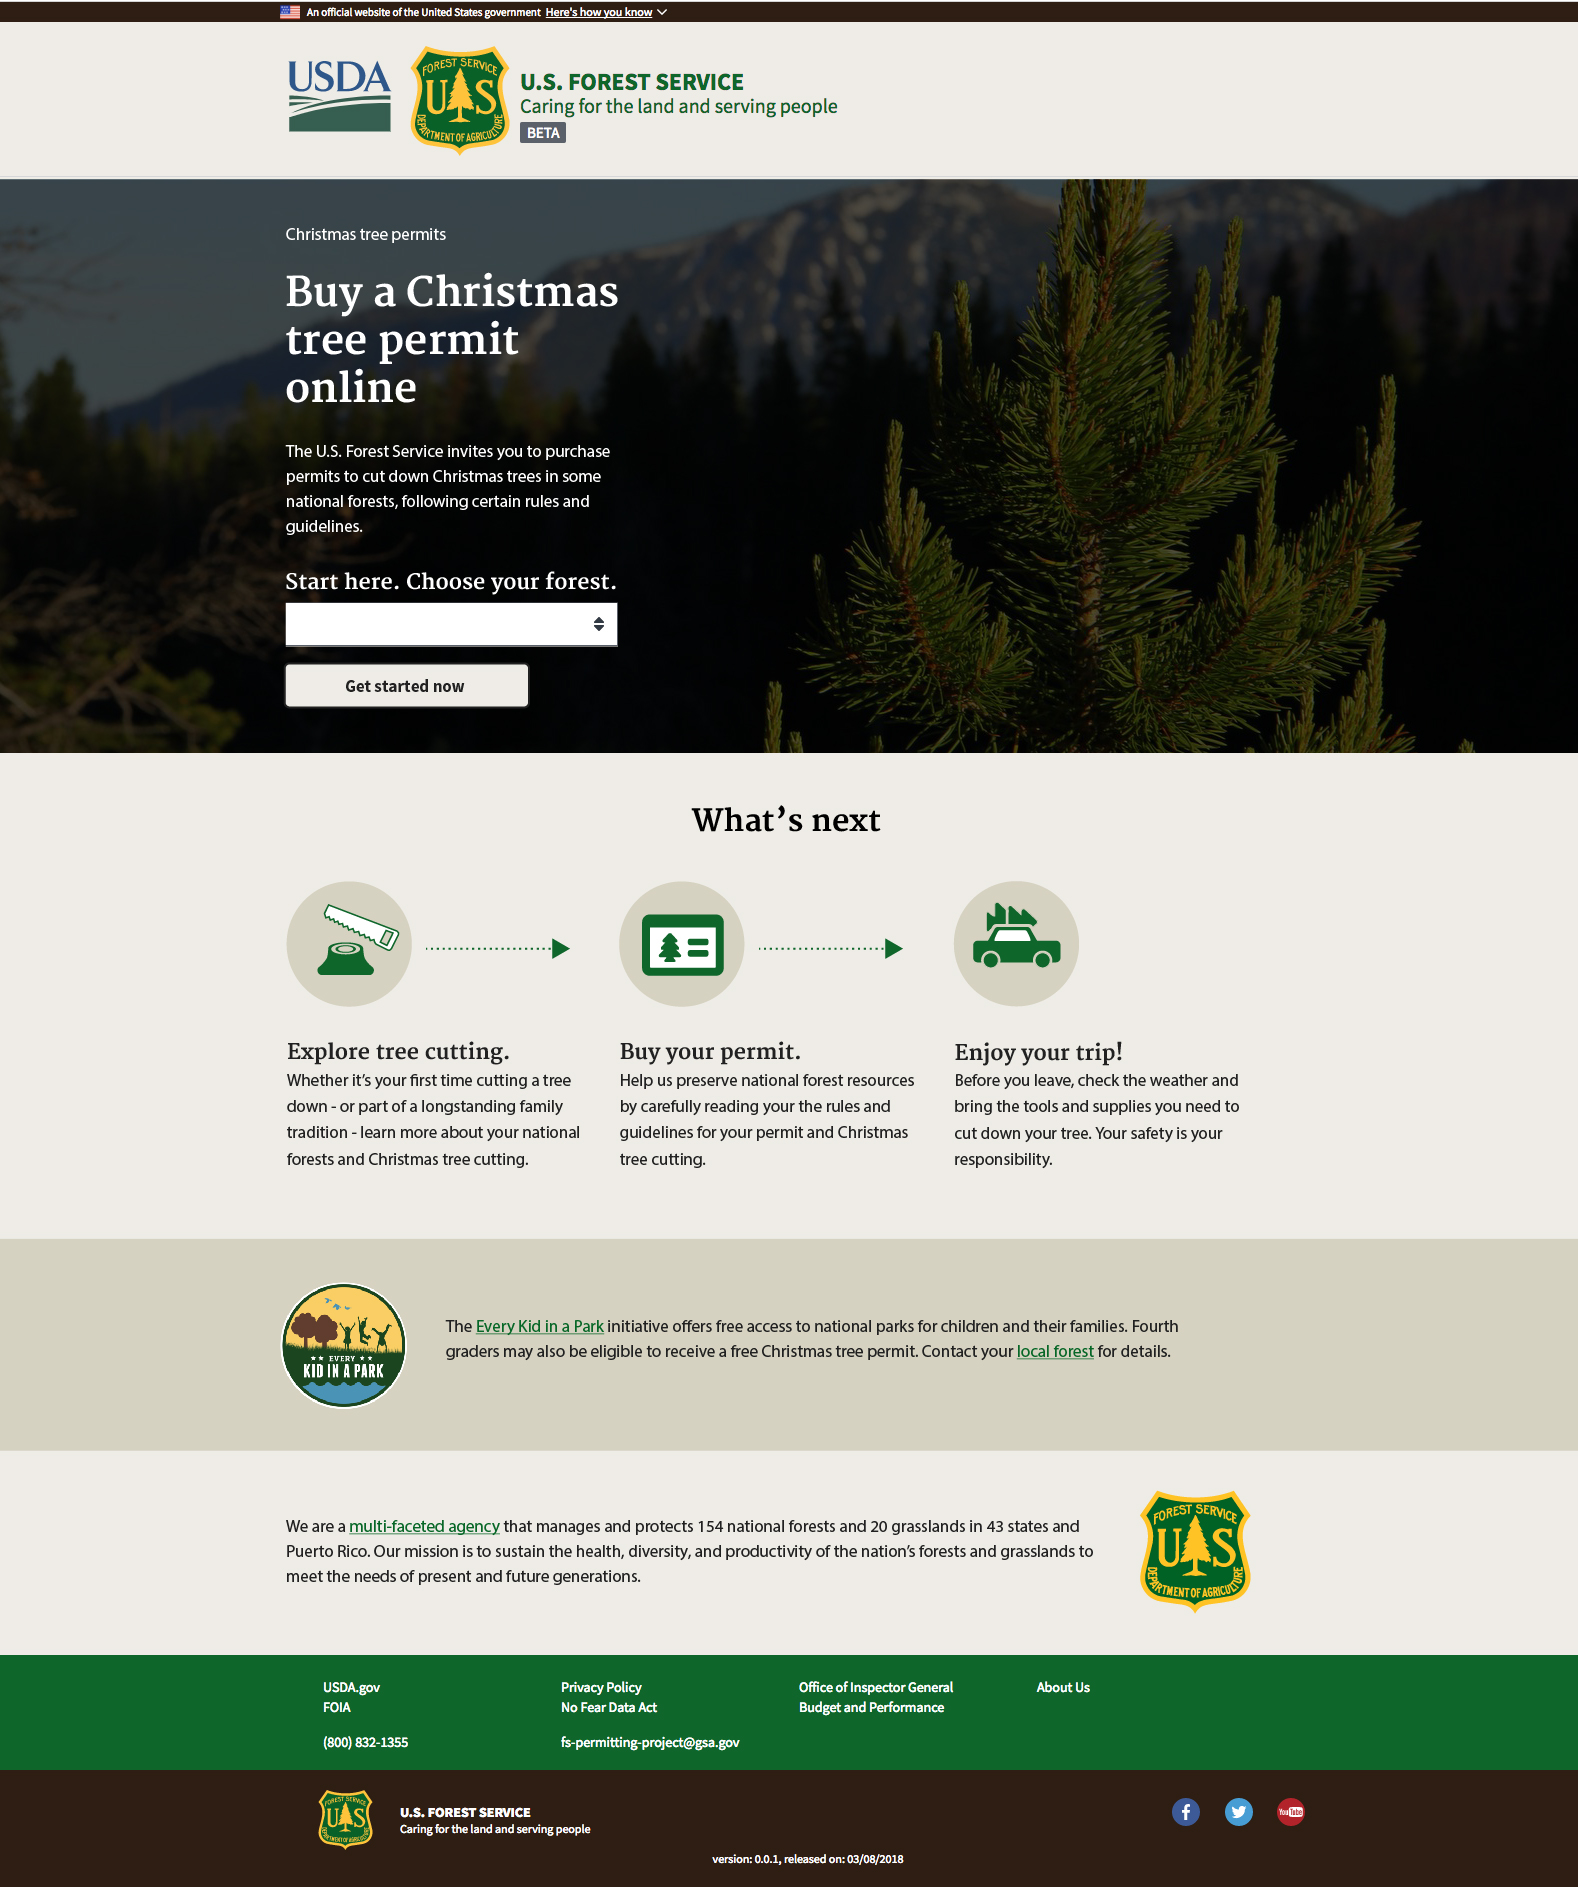 An official website of the United States government Here's how you know
USDA
FOREST SERVICE
U S
DEPARTMENT OF AGRICULTURE
U.S. FOREST SERVICE
Caring for the land and serving people
BETA
Christmas tree permits
Buy a Christmas
tree permit
online
The U.S. Forest Service invites you to purchase
permits to cut down Christmas trees in some
national forests, following certain rules and
guidelines.
Start here. Choose your forest.
Get started now
What's next
Explore tree cutting.
Whether it's your first time cutting a tree
down - or part of a longstanding family
tradition - learn more about your national
forests and Christmas tree cutting.
Buy your permit.
Help us preserve national forest resources
by carefully reading your the rules and
guidelines for your permit and Christmas
tree cutting.
Enjoy your trip!
Before you leave, check the weather and
bring the tools and supplies you need to
cut down your tree. Your safety is your
responsibility.
EVERY
KID IN A PARK
The Every Kid in a Park initiative offers free access to national parks for children and their families. Fourth
graders may also be eligible to receive a free Christmas tree permit. Contact your local forest for details.
We are a multi-faceted agency that manages and protects 154 national forests and 20 grasslands in 43 states and
Puerto Rico. Our mission is to sustain the health, diversity, and productivity of the nation's forests and grasslands to
meet the needs of present and future generations.
FOREST SERVICE
U S
DEPARTMENT OF AGRICULTURE
USDA.gov
FOIA
(800) 832-1355
Privacy Policy
No Fear Data Act
fs-permitting-project@gsa.gov
Office of Inspector General
Budget and Performance
About Us
FOREST SERVICE
U S
DEPARTMENT OF AGRICULTURE
U.S. FOREST SERVICE
Caring for the land and serving people
YouTube
version: 0.0.1, released on: 03/08/2018